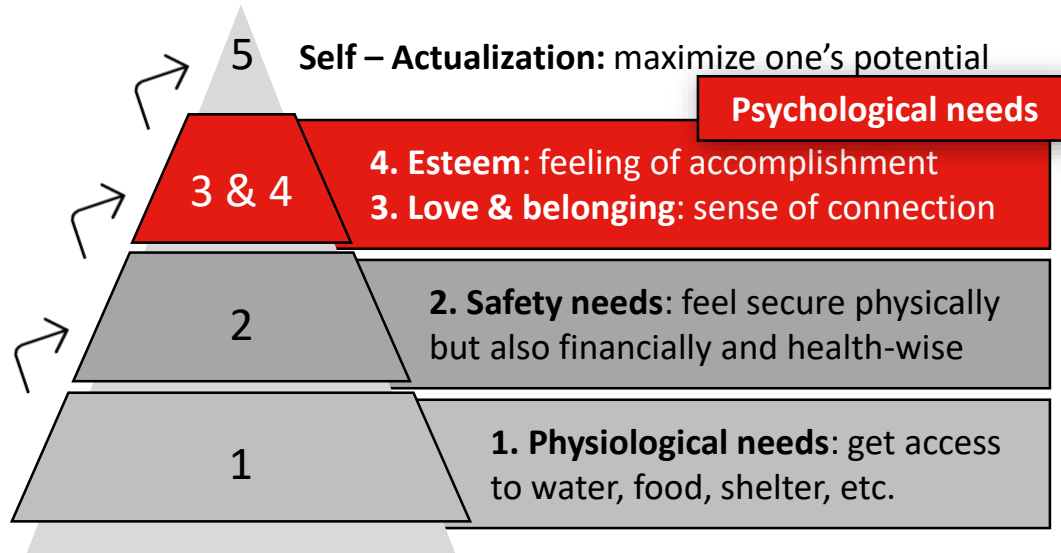 5
Self – Actualization: maximize one’s potential
Psychological needs
3 & 4
4. Esteem: feeling of accomplishment
3. Love & belonging: sense of connection
2
2. Safety needs: feel secure physically
but also financially and health-wise
1
1. Physiological needs: get access
to water, food, shelter, etc.